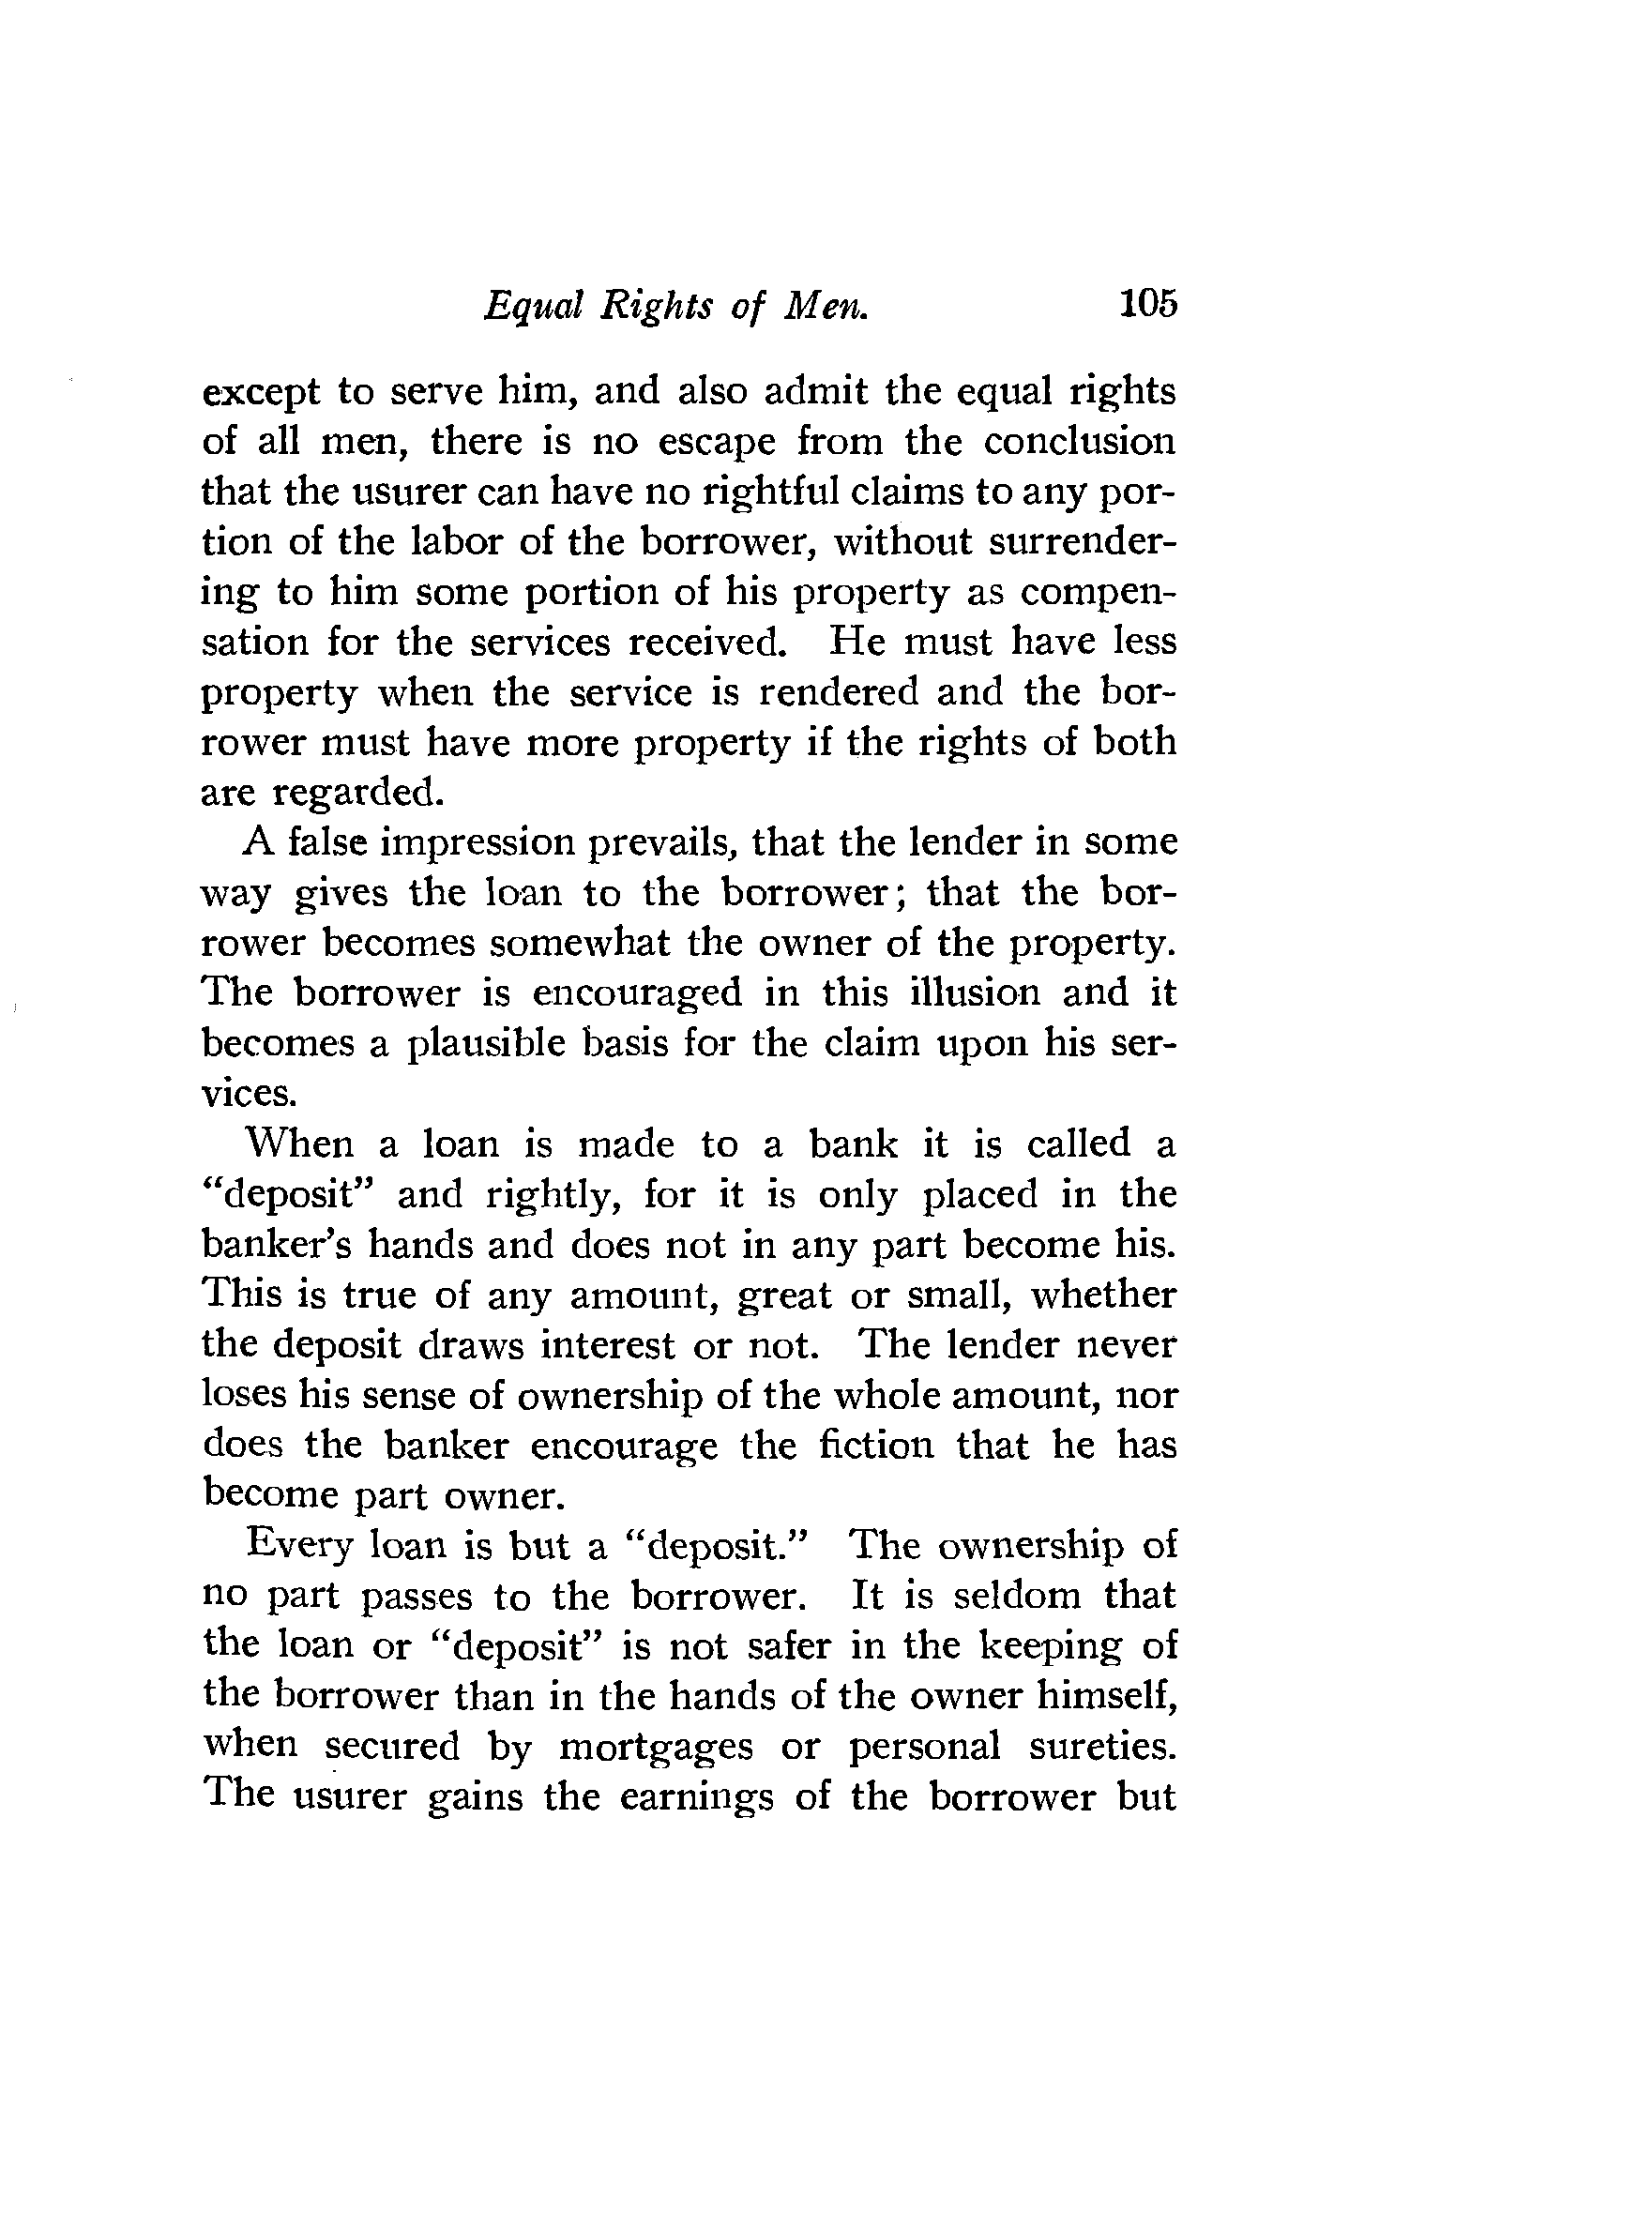 Equal Rights of Men. 105
except to serve him, and also admit the equal rights
of all men, there is no escape from the conclusion
that the usurer can have no rightful claims to any por-
tion of the labor of the borrower, without surrender-
ing to him some portion of his property as compen-
sation for the services received. He must have less
property when the service is rendered and the bor-
rower must have more property if the rights of both
are regarded.
A false impression prevails, that the lender in some
way gives the loan to the borrower; that the bor-
rower becomes somewhat the owner of the property.
The borrower is encouraged in this illusion and it
becomes a plausible basis for the claim upon his ser-
vices.
When a loan is made to a bank it is called a
“deposit” and rightly, for it is only placed in the
banker’s hands and does not in any part become his.
This is true of any amount, great or small, whether
the deposit draws interest or not. The lender never
loses his sense of ownership of the whole amount, nor
does the banker encourage the fiction that he has
become part owner.
Every loan is but a “deposit.” The ownership of
no part passes to the borrower. It is seldom that
the loan or “deposit” is not safer in the keeping of
the borrower than in the hands of the owner himself,
when secured by mortgages or personal sureties.
The usurer gains the earnings of the borrower but